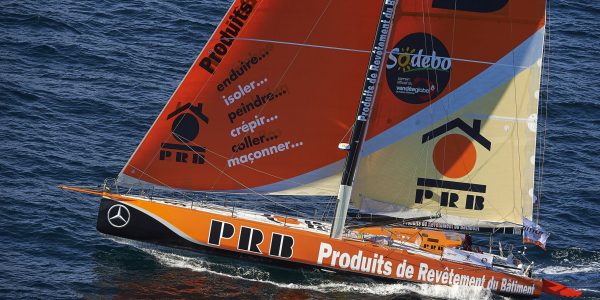 Produits
enduire...
isoler...
peindre...
crépir...
coller...
maçonner...
PRB
Produits de Revêtement du Bâtiment
Sodebo
vendéeglobe
PRB
PRB
Produits de Revêtement du Bâtiment